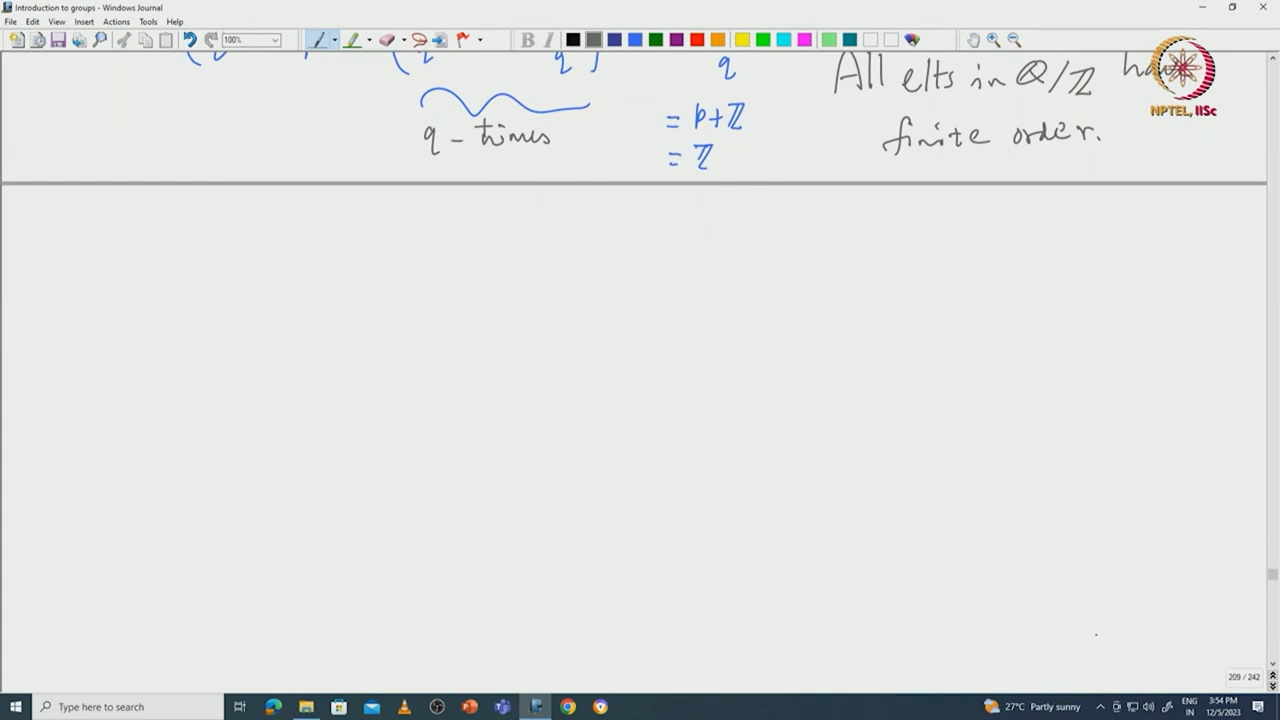 Introduction to groups - Windows Journal
File Edit View Insert Actions Tools Help
100%
B I
q q q
All elts in ℚ/ℤ
NPTEL, IISc
q - times
= p+ℤ
= ℤ
finite order.
209 / 242
Type here to search
27°C Partly sunny
ENG
IN
3:54 PM
12/5/2023